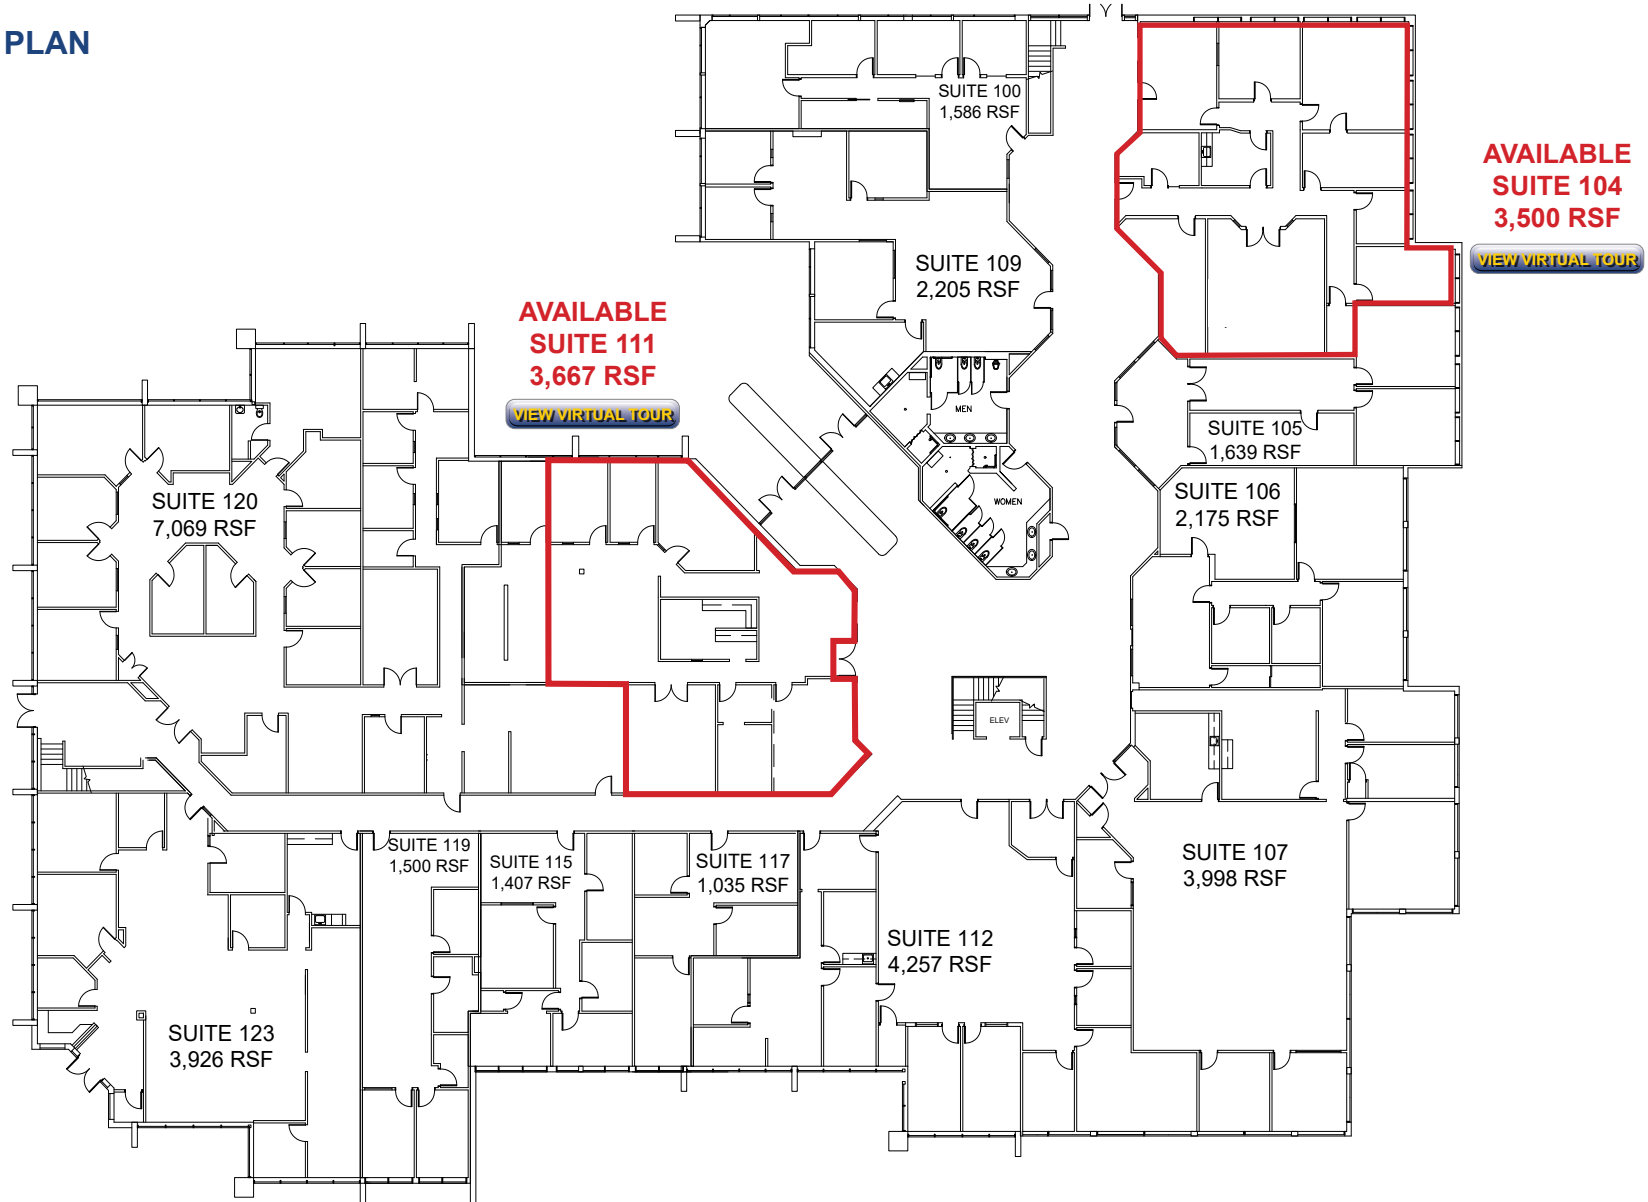 PLAN
SUITE 100
1,586 RSF
AVAILABLE
SUITE 104
3,500 RSF
VIEW VIRTUAL TOUR
SUITE 109
2,205 RSF
AVAILABLE
SUITE 111
3,667 RSF
VIEW VIRTUAL TOUR
MEN
SUITE 105
1,639 RSF
SUITE 120
7,069 RSF
WOMEN
SUITE 106
2,175 RSF
ELEV
SUITE 119
1,500 RSF
SUITE 115
1,407 RSF
SUITE 117
1,035 RSF
SUITE 107
3,998 RSF
SUITE 112
4,257 RSF
SUITE 123
3,926 RSF